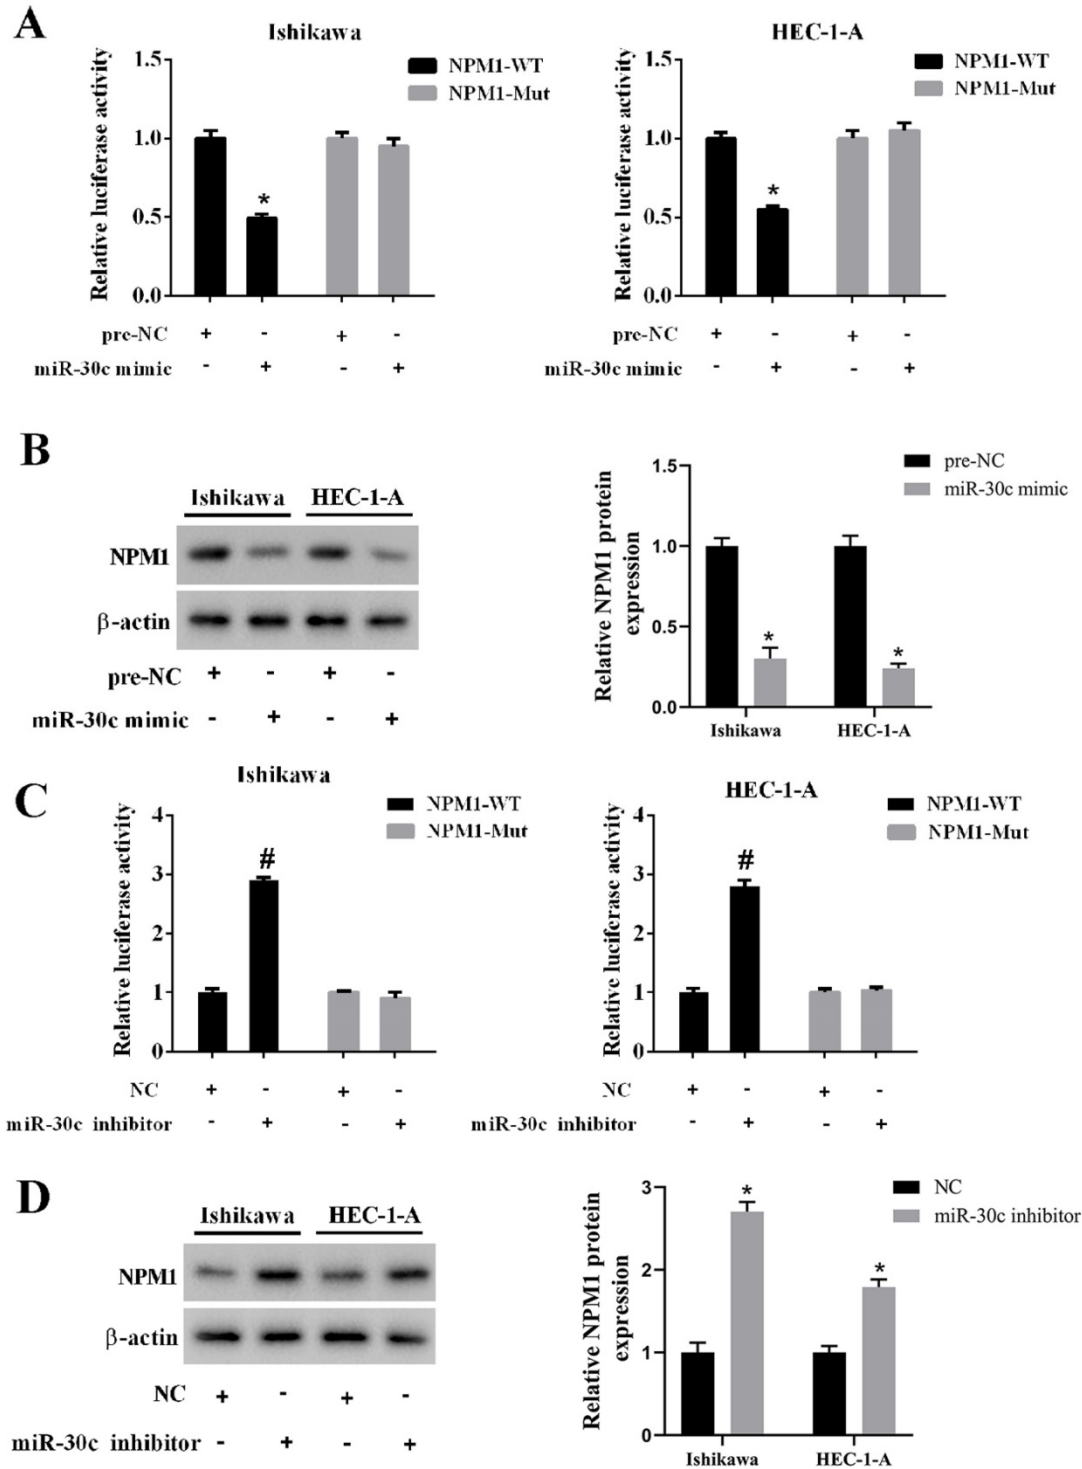 A
Ishikawa
HEC-1-A
Relative luciferase activity
1.5
1.0
0.5
0.0
NPM1-WT
NPM1-Mut
*
pre-NC + - + -
miR-30c mimic - + - +
Relative luciferase activity
1.5
1.0
0.5
0.0
NPM1-WT
NPM1-Mut
*
pre-NC + - + -
miR-30c mimic - + - +
B
Ishikawa HEC-1-A
NPM1
β-actin
pre-NC + - + -
miR-30c mimic - + - +
Relative NPM1 protein
expression
1.5
1.0
0.5
0.0
pre-NC
miR-30c mimic
*
*
Ishikawa HEC-1-A
C
Ishikawa
HEC-1-A
Relative luciferase activity
4
3
2
1
0
NPM1-WT
NPM1-Mut
#
NC + - + -
miR-30c inhibitor - + - +
Relative luciferase activity
4
3
2
1
0
NPM1-WT
NPM1-Mut
#
NC + - + -
miR-30c inhibitor - + - +
D
Ishikawa HEC-1-A
NPM1
β-actin
NC + - + -
miR-30c inhibitor - + - +
Relative NPM1 protein
expression
3
2
1
0
NC
miR-30c inhibitor
*
*
Ishikawa HEC-1-A